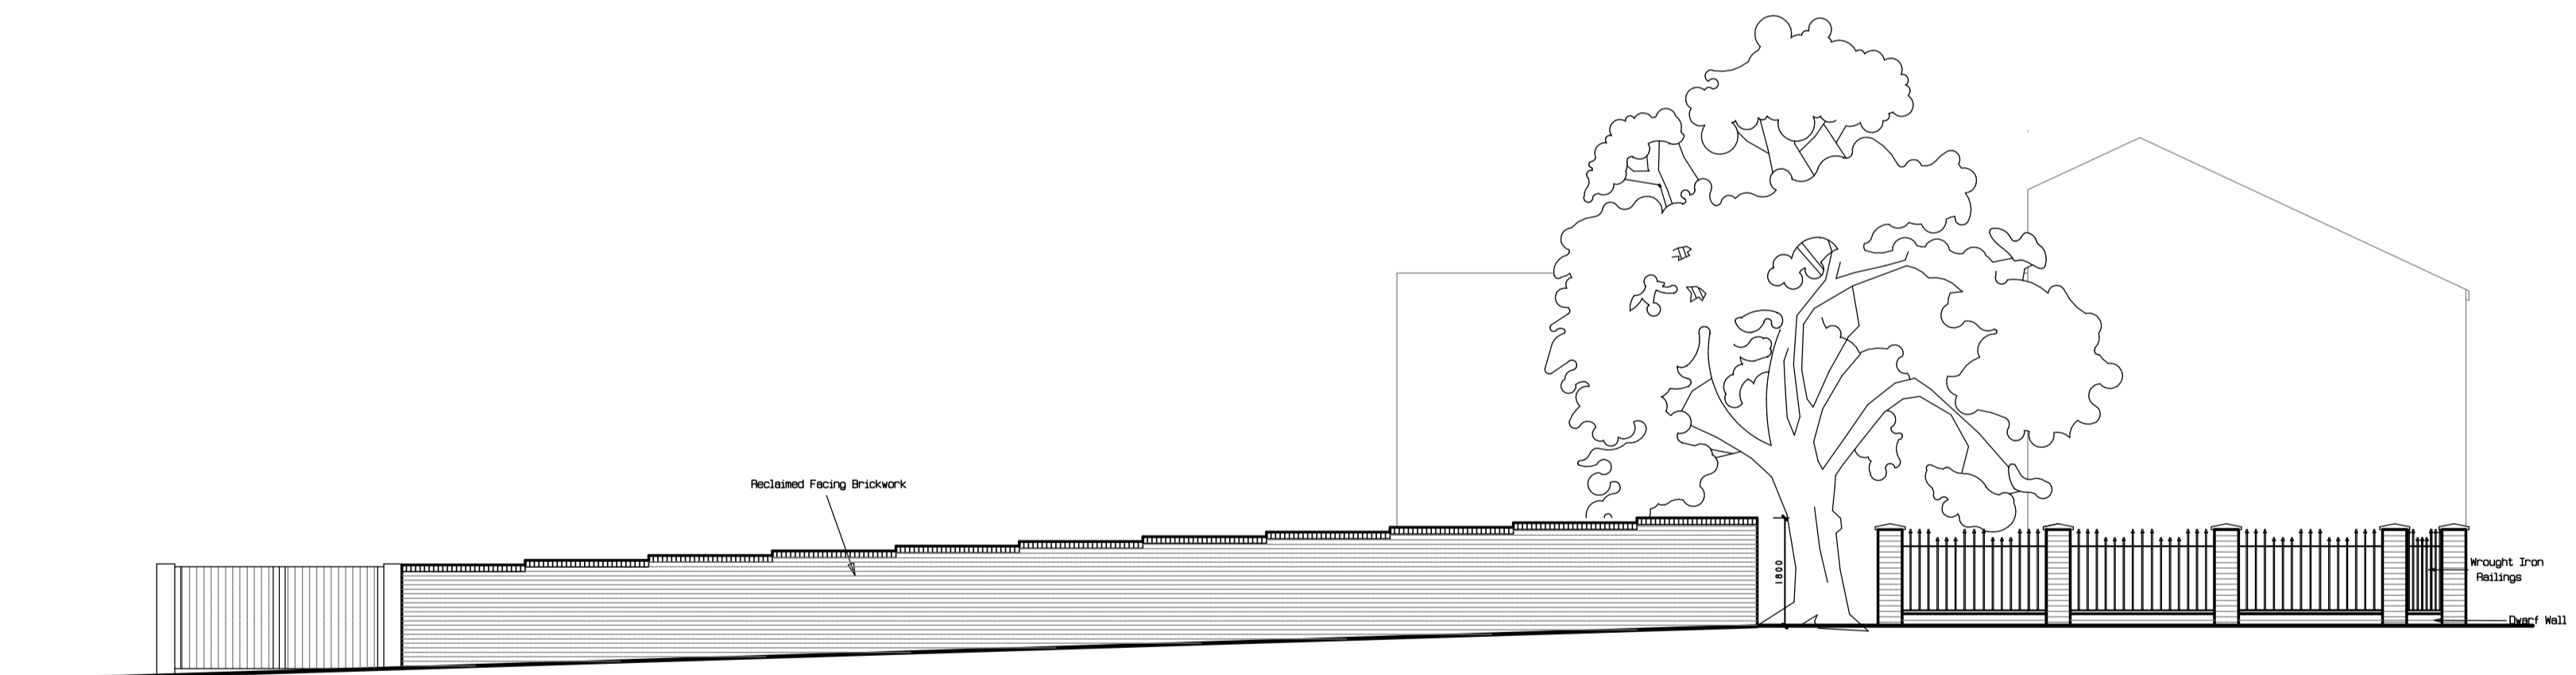 Reclaimed Facing Brickwork
1800
Wrought Iron
Railings
Dwarf Wall